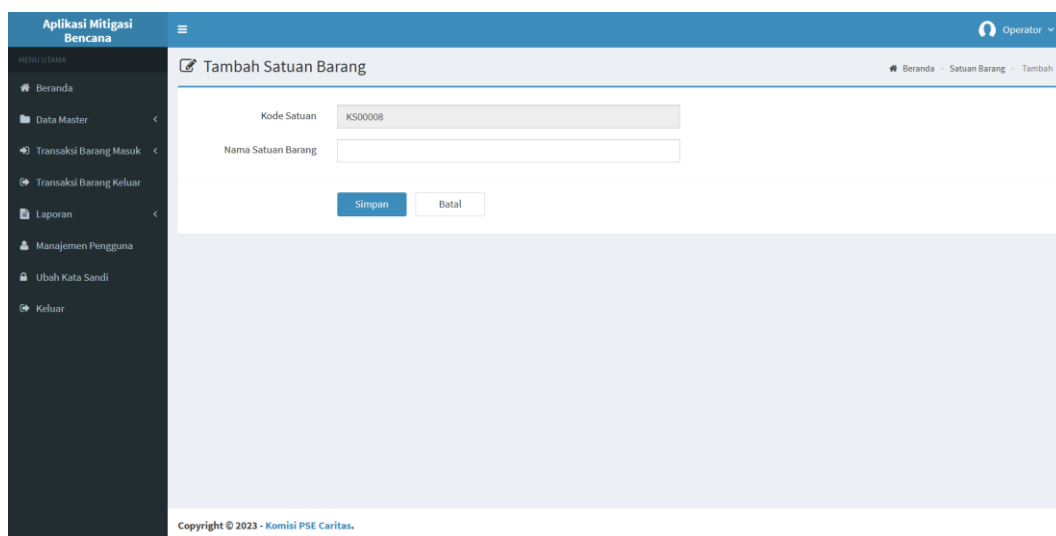 Aplikasi Mitigasi
Bencana
Operator
MENU UTAMA
Beranda
Data Master
Transaksi Barang Masuk
Transaksi Barang Keluar
Laporan
Manajemen Pengguna
Ubah Kata Sandi
Keluar
Tambah Satuan Barang
Beranda > Satuan Barang > Tambah
Kode Satuan KS00008
Nama Satuan Barang
Simpan Batal
Copyright © 2023 - Komisi PSE Caritas.